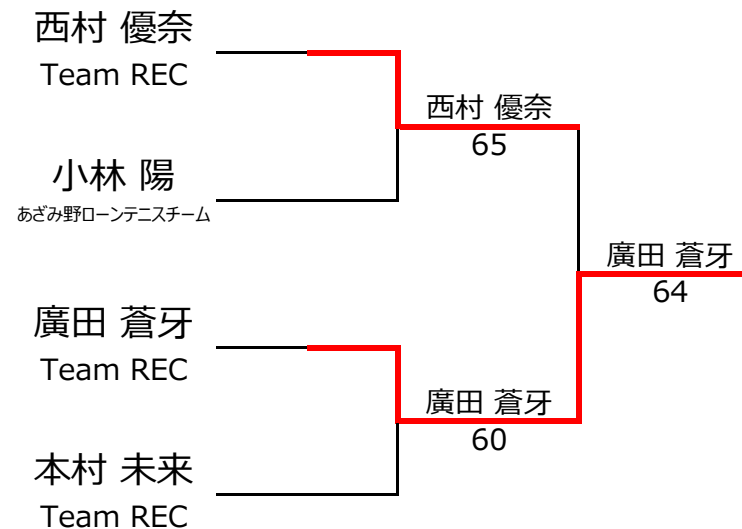 西村 優奈
Team REC
小林 陽
あざみ野ローンテニスチーム
廣田 蒼牙
Team REC
本村 未来
Team REC
西村 優奈
65
廣田 蒼牙
60
廣田 蒼牙
64